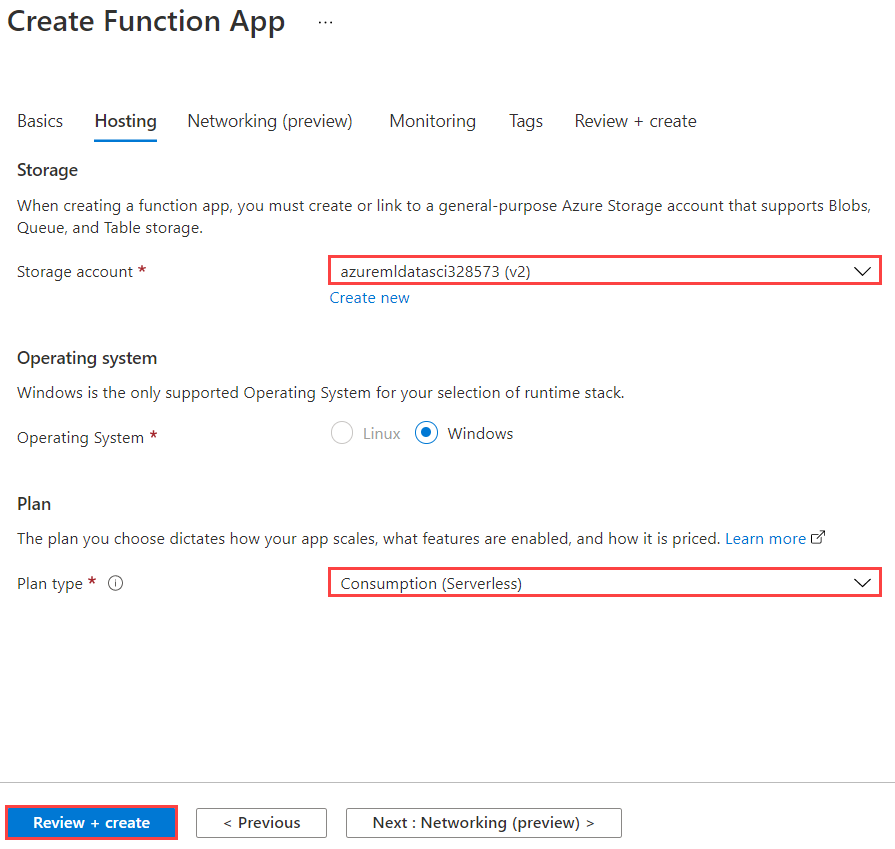 Create Function App ...
Basics Hosting Networking (preview) Monitoring Tags Review + create
Storage
When creating a function app, you must create or link to a general-purpose Azure Storage account that supports Blobs,
Queue, and Table storage.
Storage account * azuremldatasci328573 (v2)
Create new
Operating system
Windows is the only supported Operating System for your selection of runtime stack.
Operating System * Linux Windows
Plan
The plan you choose dictates how your app scales, what features are enabled, and how it is priced. Learn more
Plan type * Consumption (Serverless)
Review + create < Previous Next : Networking (preview) >